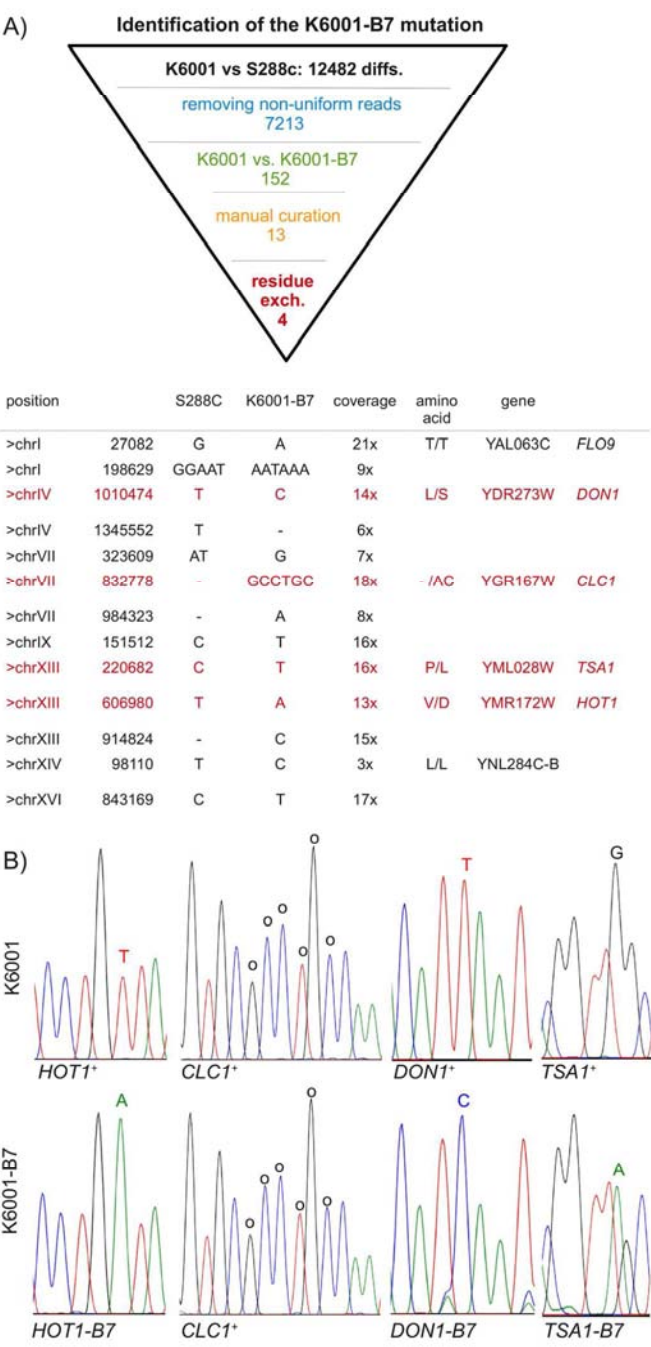 A)
Identification of the K6001-B7 mutation
K6001 vs S288c: 12482 diffs.
removing non-uniform reads
7213
K6001 vs. K6001-B7
152
manual curation
13
residue
exch.
4
position S288C K6001-B7 coverage amino acid gene
>chrI 27082 G A 21x T/T YAL063C FLO9
>chrI 198629 GGAAT AATAAA 9x
>chrIV 1010474 T C 14x L/S YDR273W DON1
>chrIV 1345552 T - 6x
>chrVII 323609 AT G 7x
>chrVII 832778 - GCCTGC 18x -/AC YGR167W CLC1
>chrVII 984323 - A 8x
>chrIX 151512 C T 16x
>chrXIII 220682 C T 16x P/L YML028W TSA1
>chrXIII 606980 T A 13x V/D YMR172W HOT1
>chrXIII 914824 - C 15x
>chrXIV 98110 T C 3x L/L YNL284C-B
>chrXVI 843169 C T 17x
B)
K6001
T o o o o o o T G
HOT1+ CLC1+ DON1+ TSA1+
K6001-B7
A o o o o o o C A
HOT1-B7 CLC1+ DON1-B7 TSA1-B7